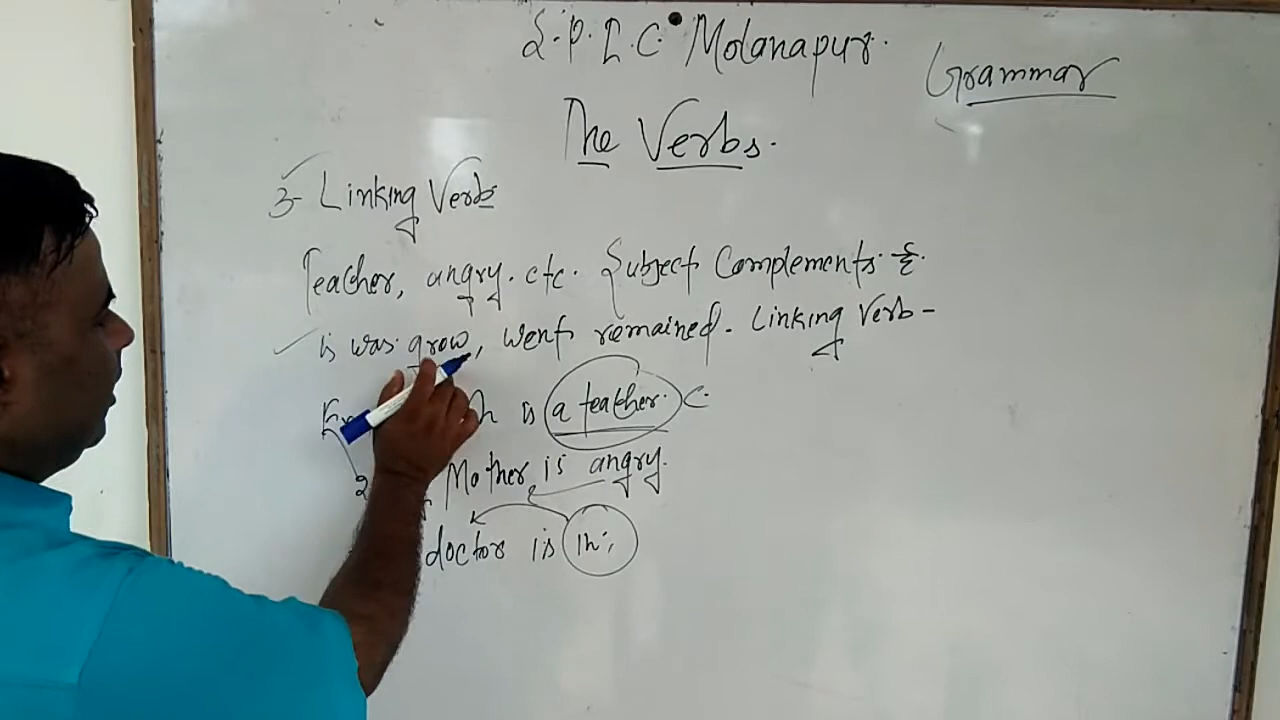 S.P.I.C. Molanapur.
Grammar
The Verbs.
3- Linking Verb
Teacher, angry. etc. Subject Complements हैं.
is was grow, went remained. Linking Verb -
is a teacher. C.
Mother is angry.
doctor is in.